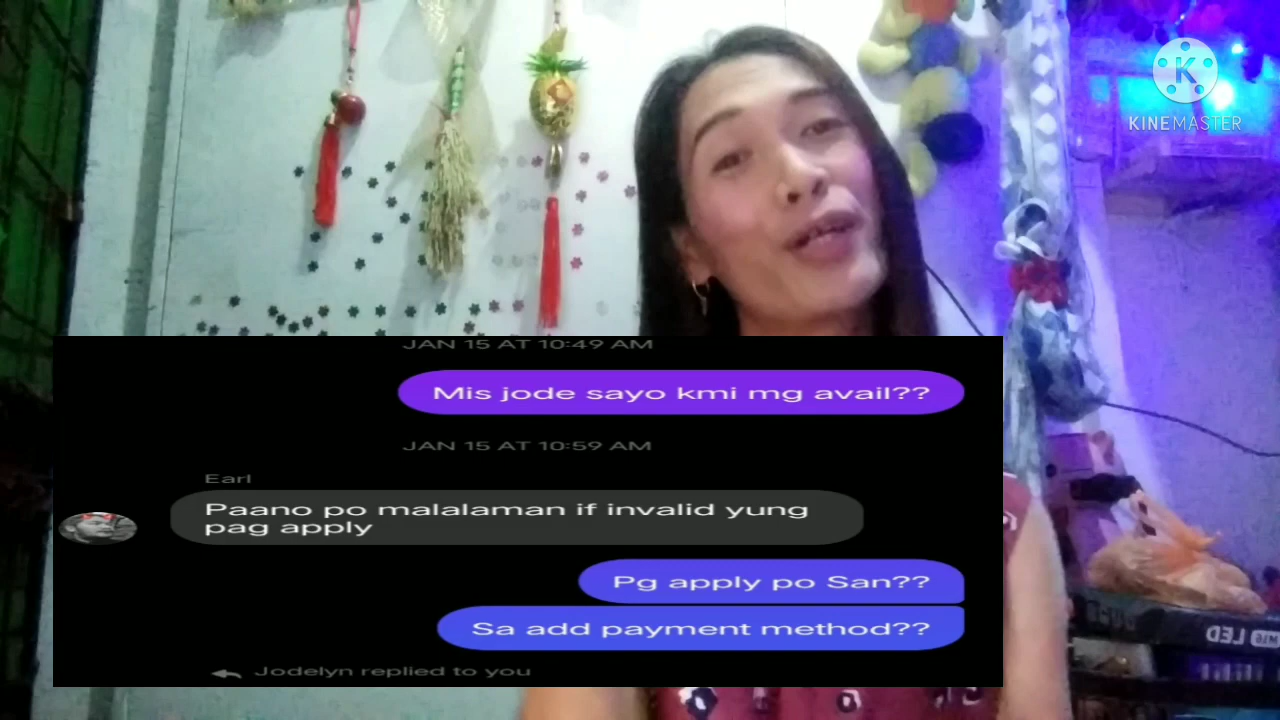 KINEMASTER
JAN 15 AT 10:49 AM
Mis jode sayo kmi mg avail??
JAN 15 AT 10:59 AM
Earl
Paano po malalaman if invalid yung
pag apply
Pg apply po San??
Sa add payment method??
Jodelyn replied to you
LED